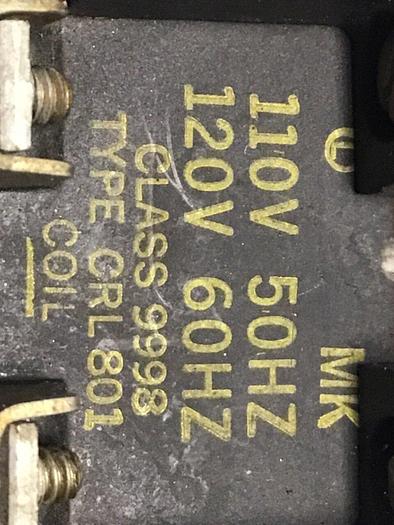 MK
110V 50HZ
120V 60HZ
CLASS 9998
TYPE CRL 801
COIL